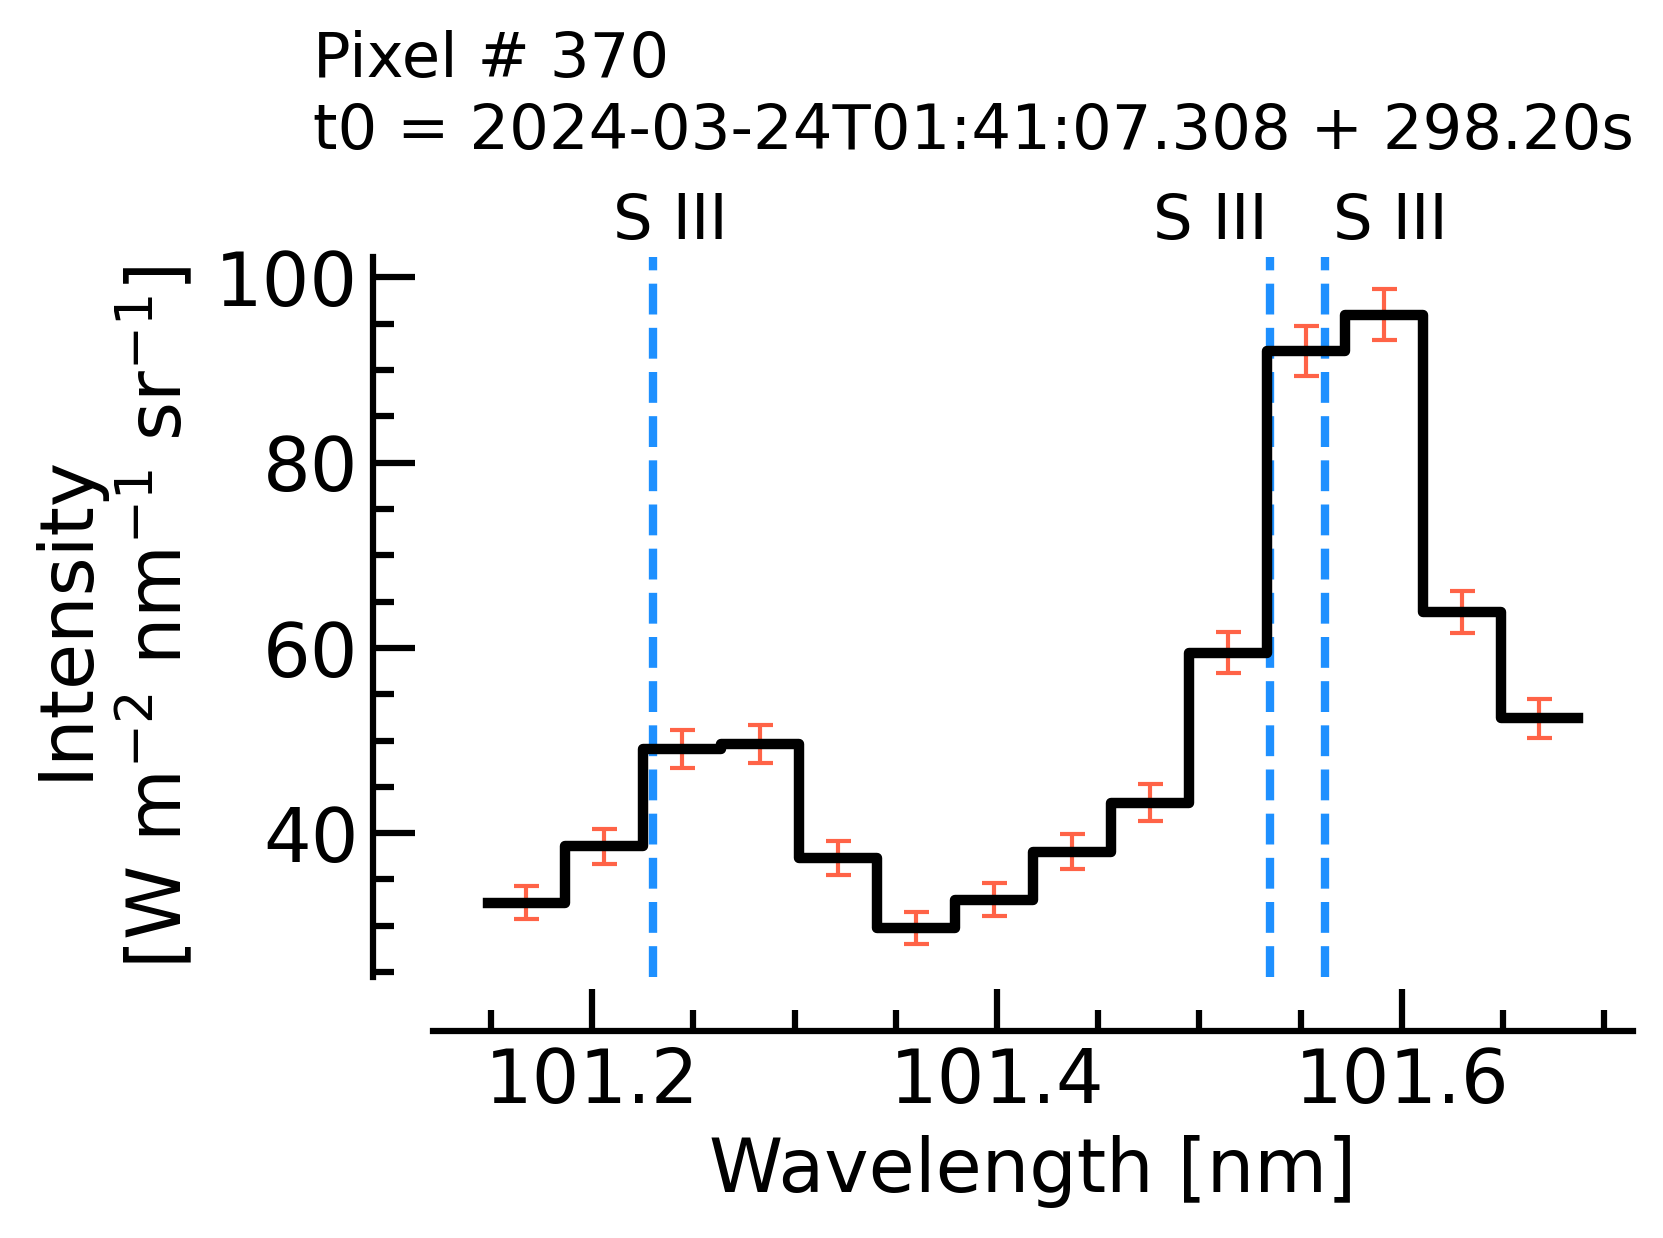 Pixel # 370
t0 = 2024-03-24T01:41:07.308 + 298.20s
S III S III S III
Intensity
[W m⁻² nm⁻¹ sr⁻¹]
100
80
60
40
101.2 101.4 101.6
Wavelength [nm]